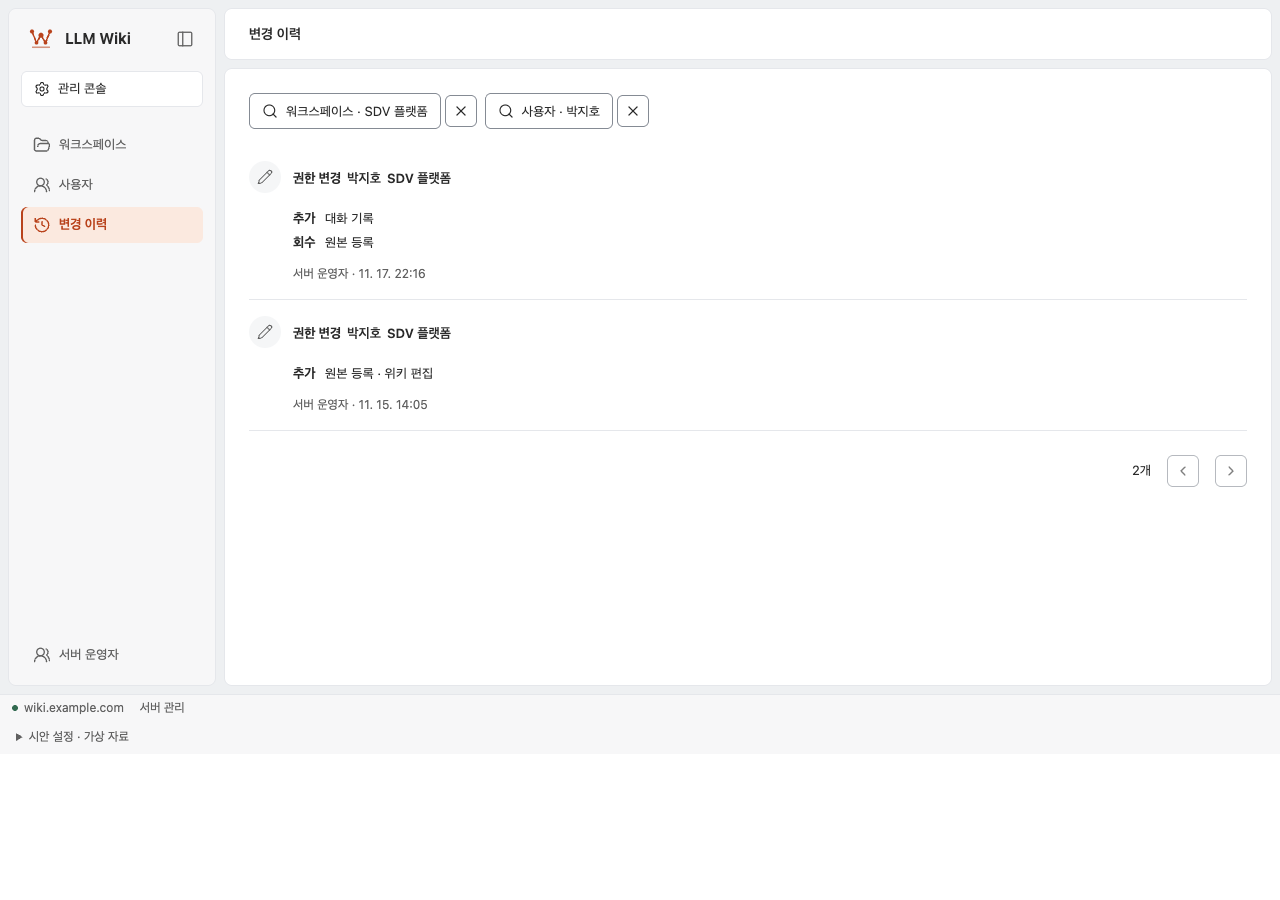 LLM Wiki
관리 콘솔
워크스페이스
사용자
변경 이력
서버 운영자
변경 이력
워크스페이스 · SDV 플랫폼
사용자 · 박지호
권한 변경 박지호 SDV 플랫폼
추가 대화 기록
회수 원본 등록
서버 운영자 · 11. 17. 22:16
권한 변경 박지호 SDV 플랫폼
추가 원본 등록 · 위키 편집
서버 운영자 · 11. 15. 14:05
2개
wiki.example.com 서버 관리
시안 설정 · 가상 자료